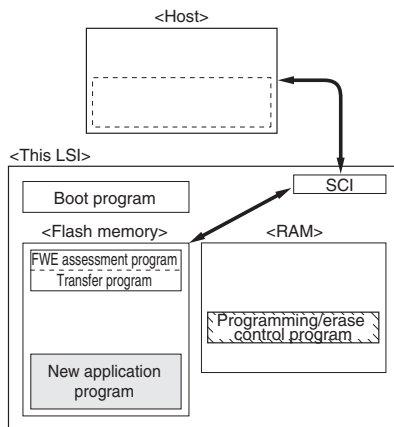 <Host>
<This LSI>
SCI
Boot program
<Flash memory>
<RAM>
FWE assessment program
Transfer program
Programming/erase
control program
New application
program